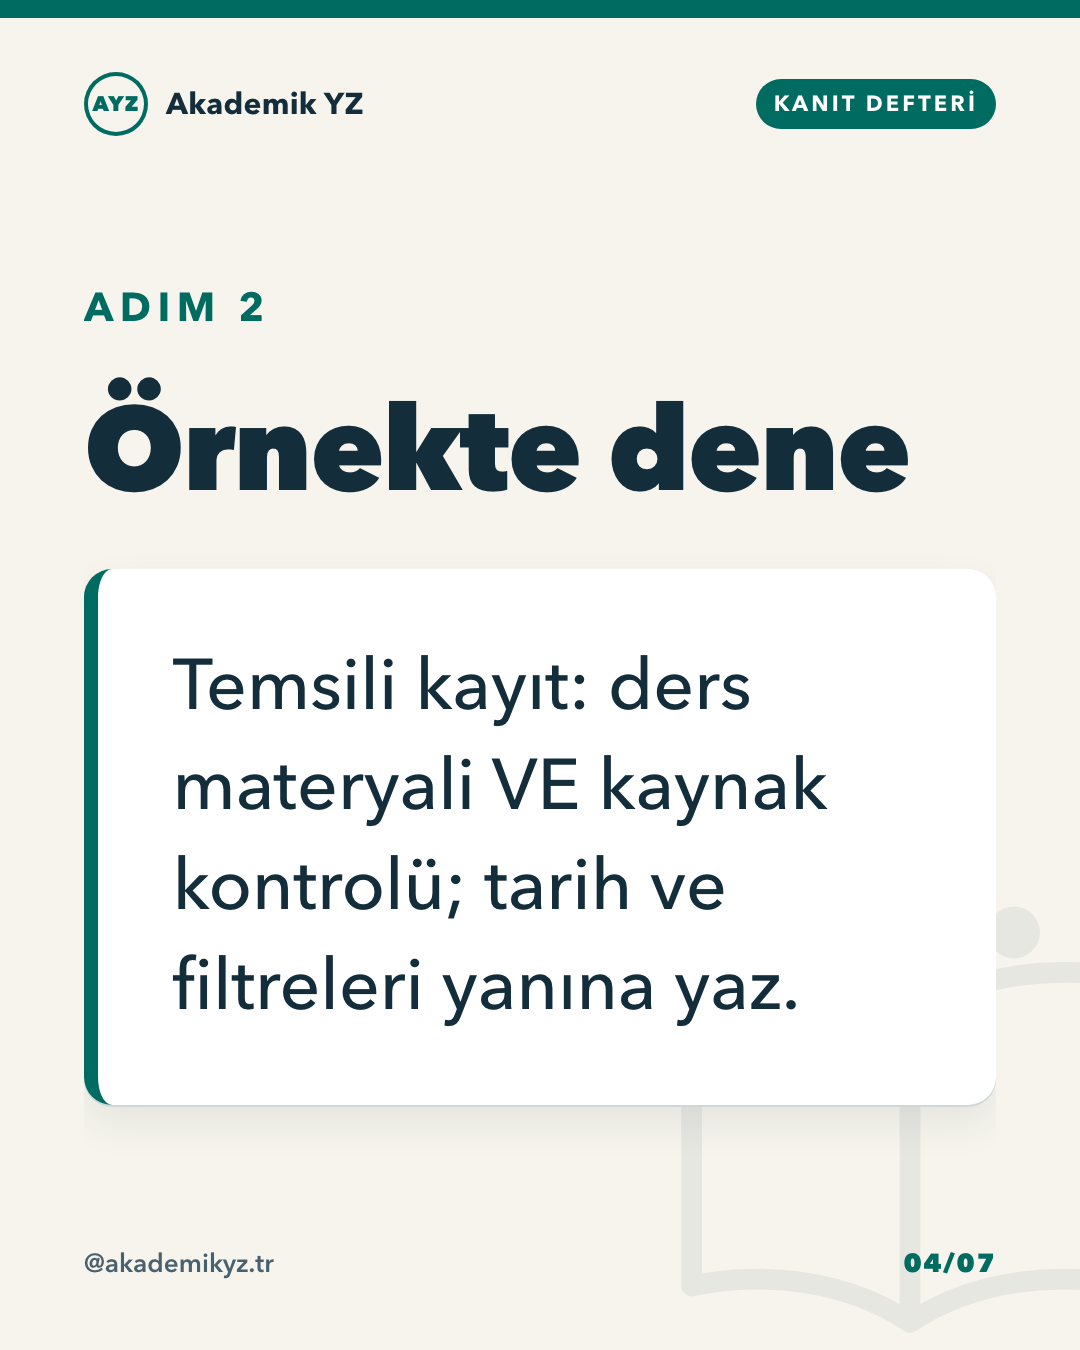 AYZ Akademik YZ
KANIT DEFTERİ
ADIM 2
Örnekte dene
Temsili kayıt: ders
materyali VE kaynak
kontrolü; tarih ve
filtreleri yanına yaz.
@akademikyz.tr
04/07